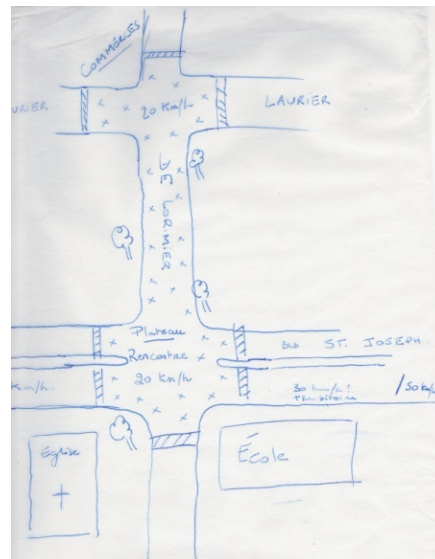 COMMERCES
URIER
20 Km/h
LAURIER
DE LORIMIER
Plateau
Rencontre
20 Km/h
BLD ST. JOSEPH.
Km/h.
30 km/h
/50 km/h
Église
École